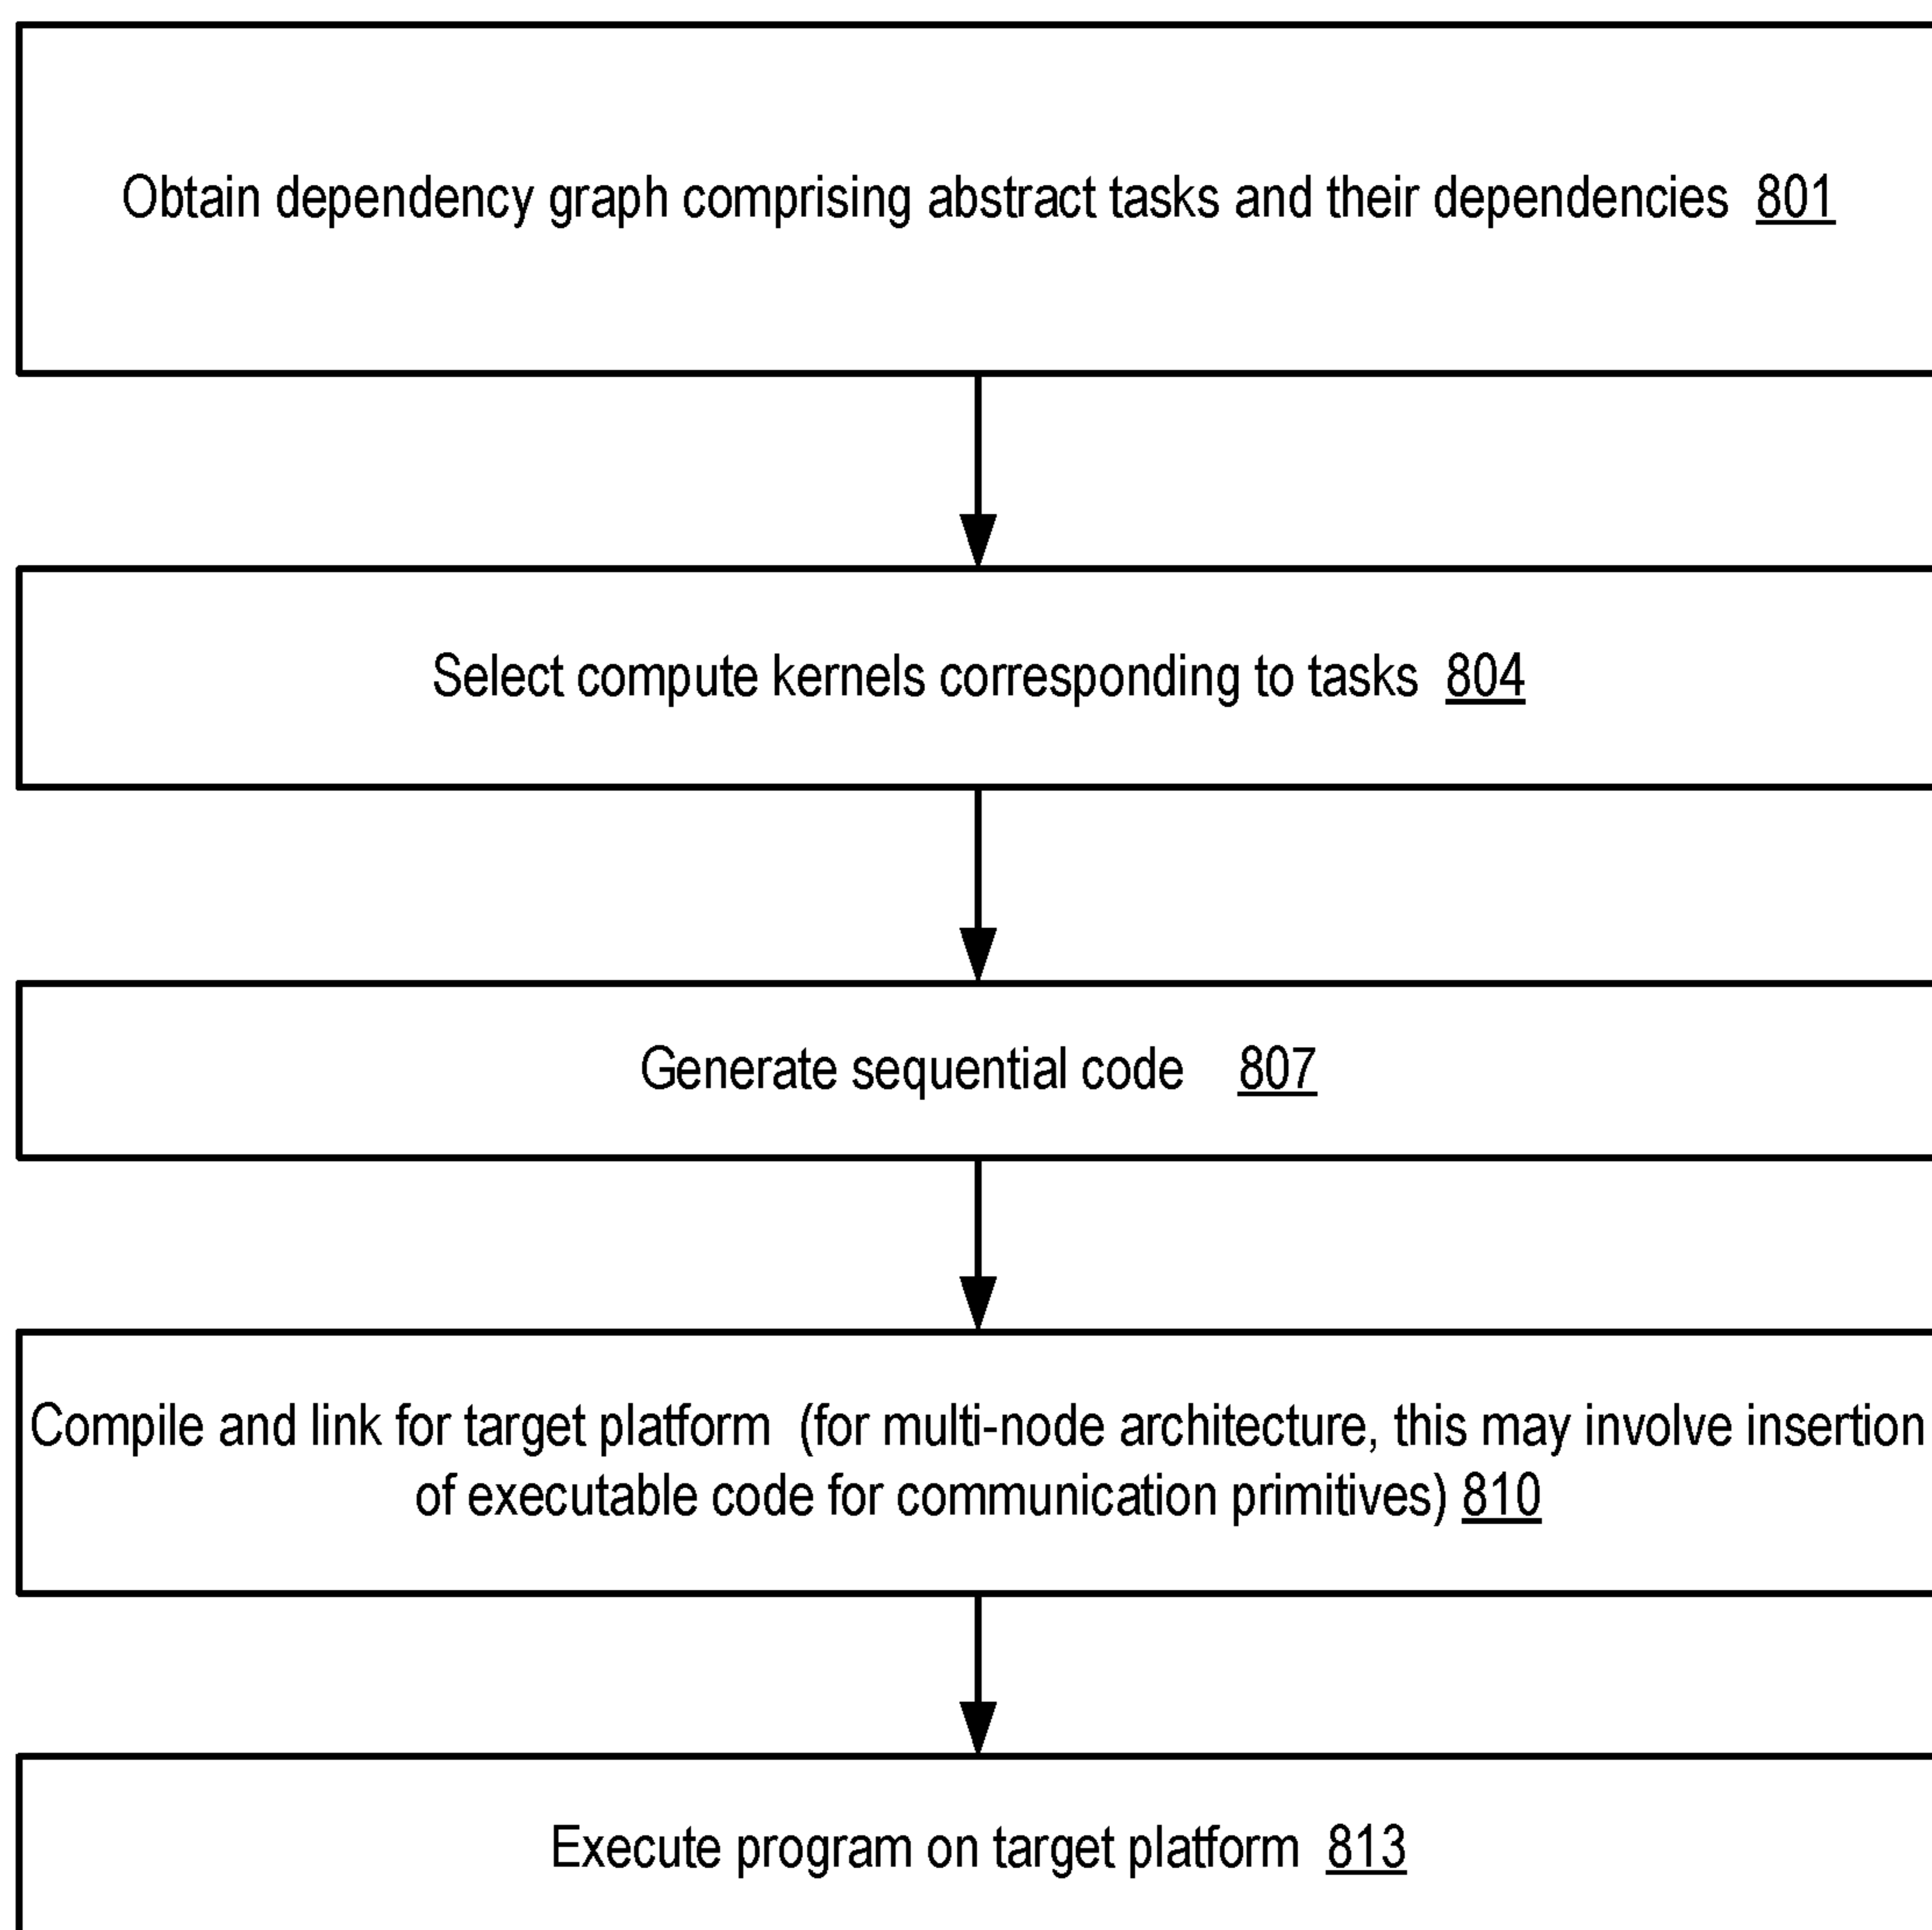 Obtain dependency graph comprising abstract tasks and their dependencies 801
Select compute kernels corresponding to tasks 804
Generate sequential code 807
Compile and link for target platform (for multi-node architecture, this may involve insertion
of executable code for communication primitives) 810
Execute program on target platform 813